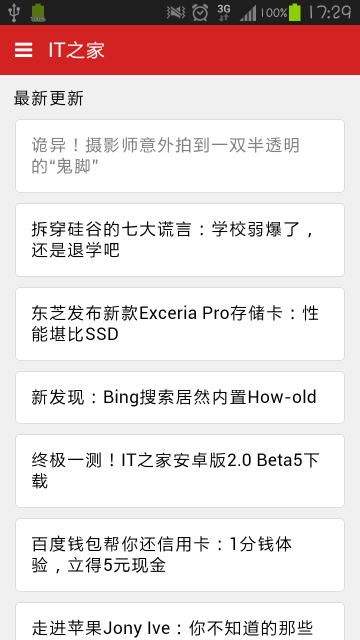 3G 100% 17:29
100%
IT之家
最新更新
诡异！摄影师意外拍到一双半透明
的“鬼脚”
拆穿硅谷的七大谎言：学校弱爆了，
还是退学吧
东芝发布新款Exceria Pro存储卡：性
能堪比SSD
新发现：Bing搜索居然内置How-old
终极一测！IT之家安卓版2.0 Beta5下
载
百度钱包帮你还信用卡：1分钱体
验，立得5元现金
走进苹果Jony Ive：你不知道的那些